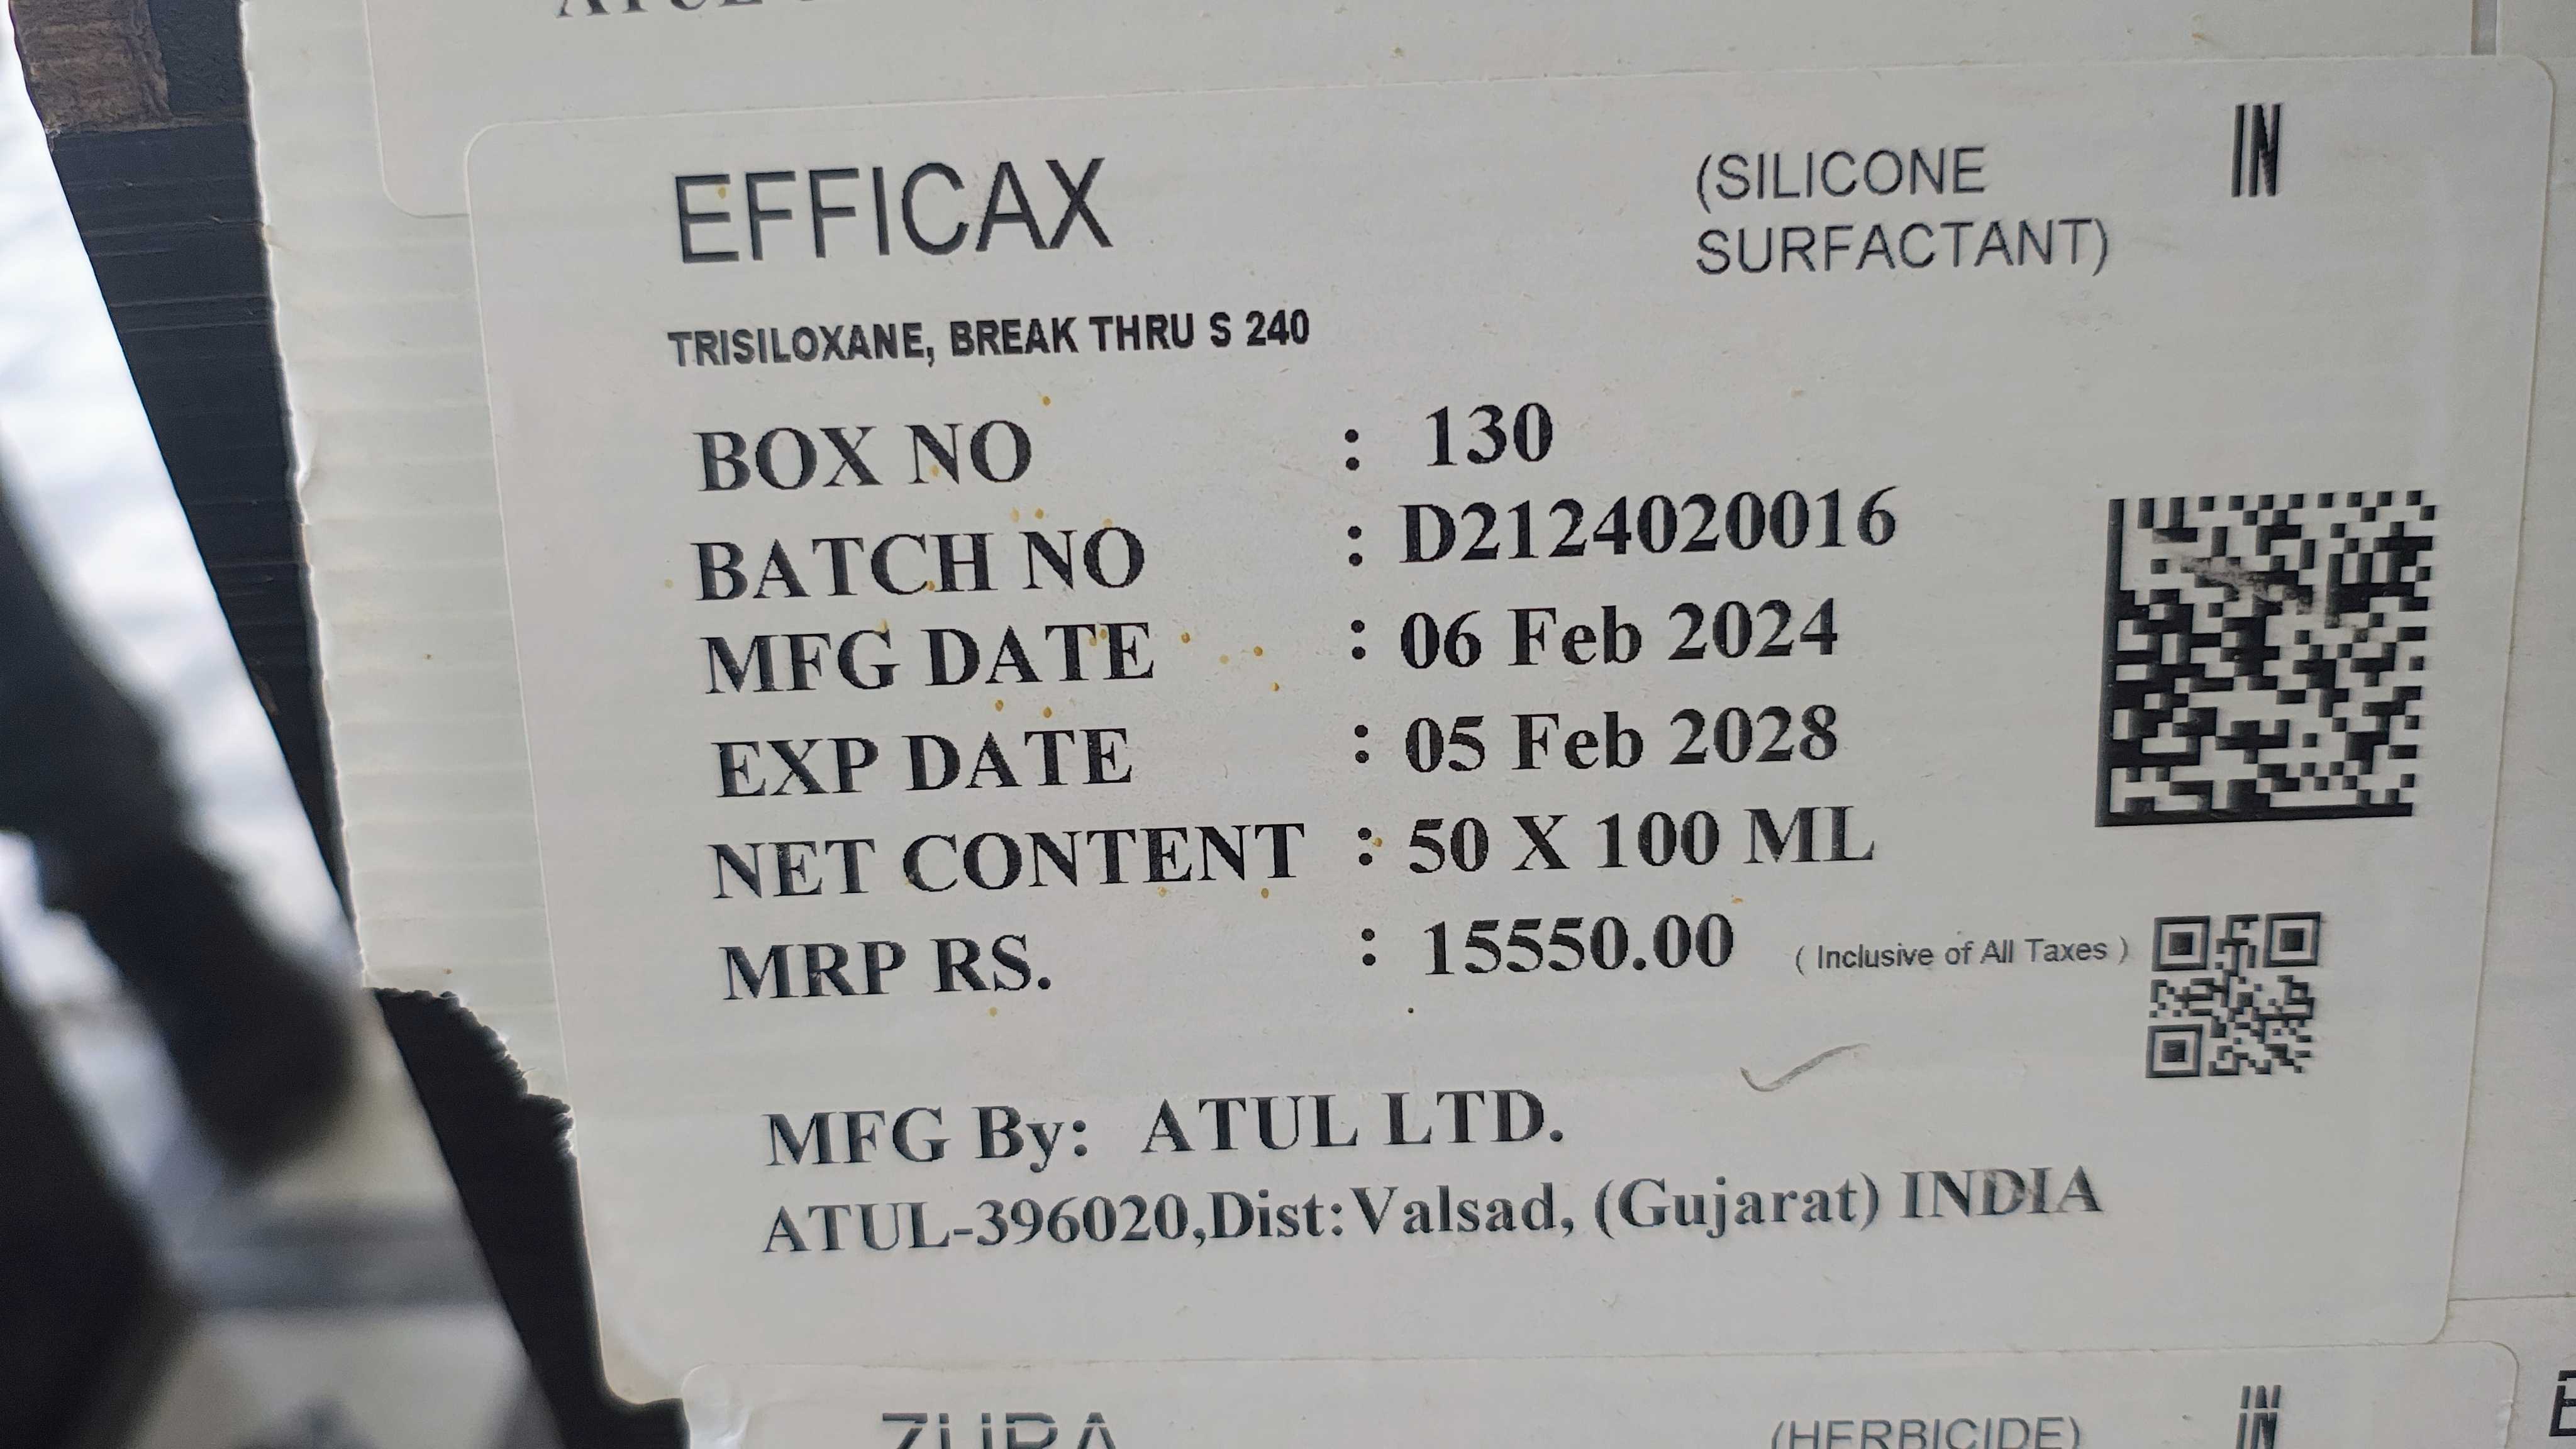 EFFICAX
(SILICONE
SURFACTANT)
IN
TRISILOXANE, BREAK THRU S 240
BOX NO : 130
BATCH NO : D2124020016
MFG DATE : 06 Feb 2024
EXP DATE : 05 Feb 2028
NET CONTENT : 50 X 100 ML
MRP RS. : 15550.00 ( Inclusive of All Taxes )
MFG By: ATUL LTD.
ATUL-396020,Dist:Valsad, (Gujarat) INDIA
(HERBICIDE)
IN